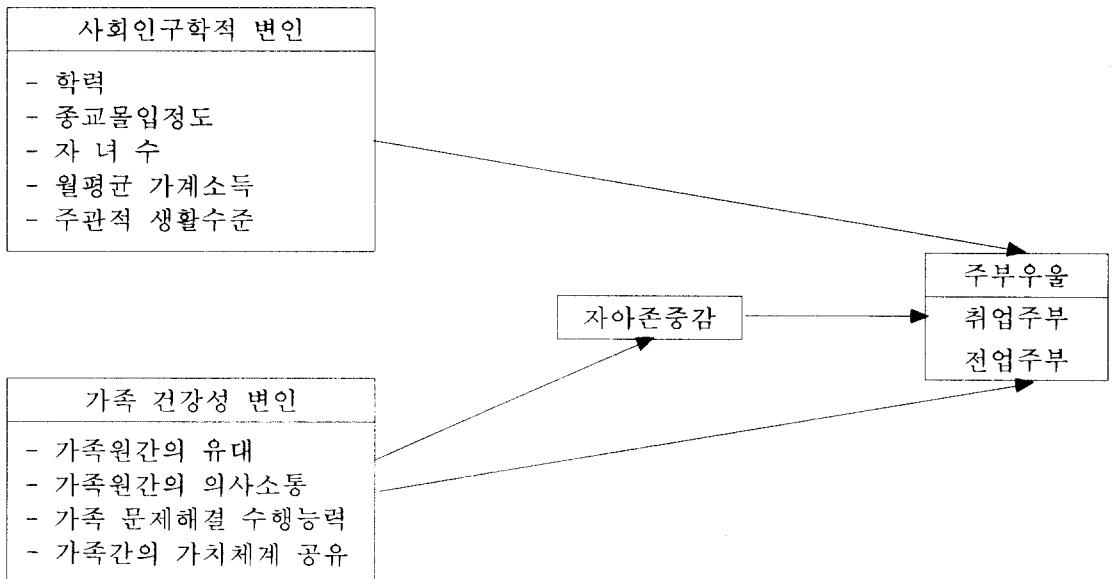 사회인구학적 변인
- 학력
- 종교몰입정도
- 자 녀 수
- 월평균 가계소득
- 주관적 생활수준
주부우울
취업주부
전업주부
자아존중감
가족 건강성 변인
- 가족원간의 유대
- 가족원간의 의사소통
- 가족 문제해결 수행능력
- 가족간의 가치체계 공유